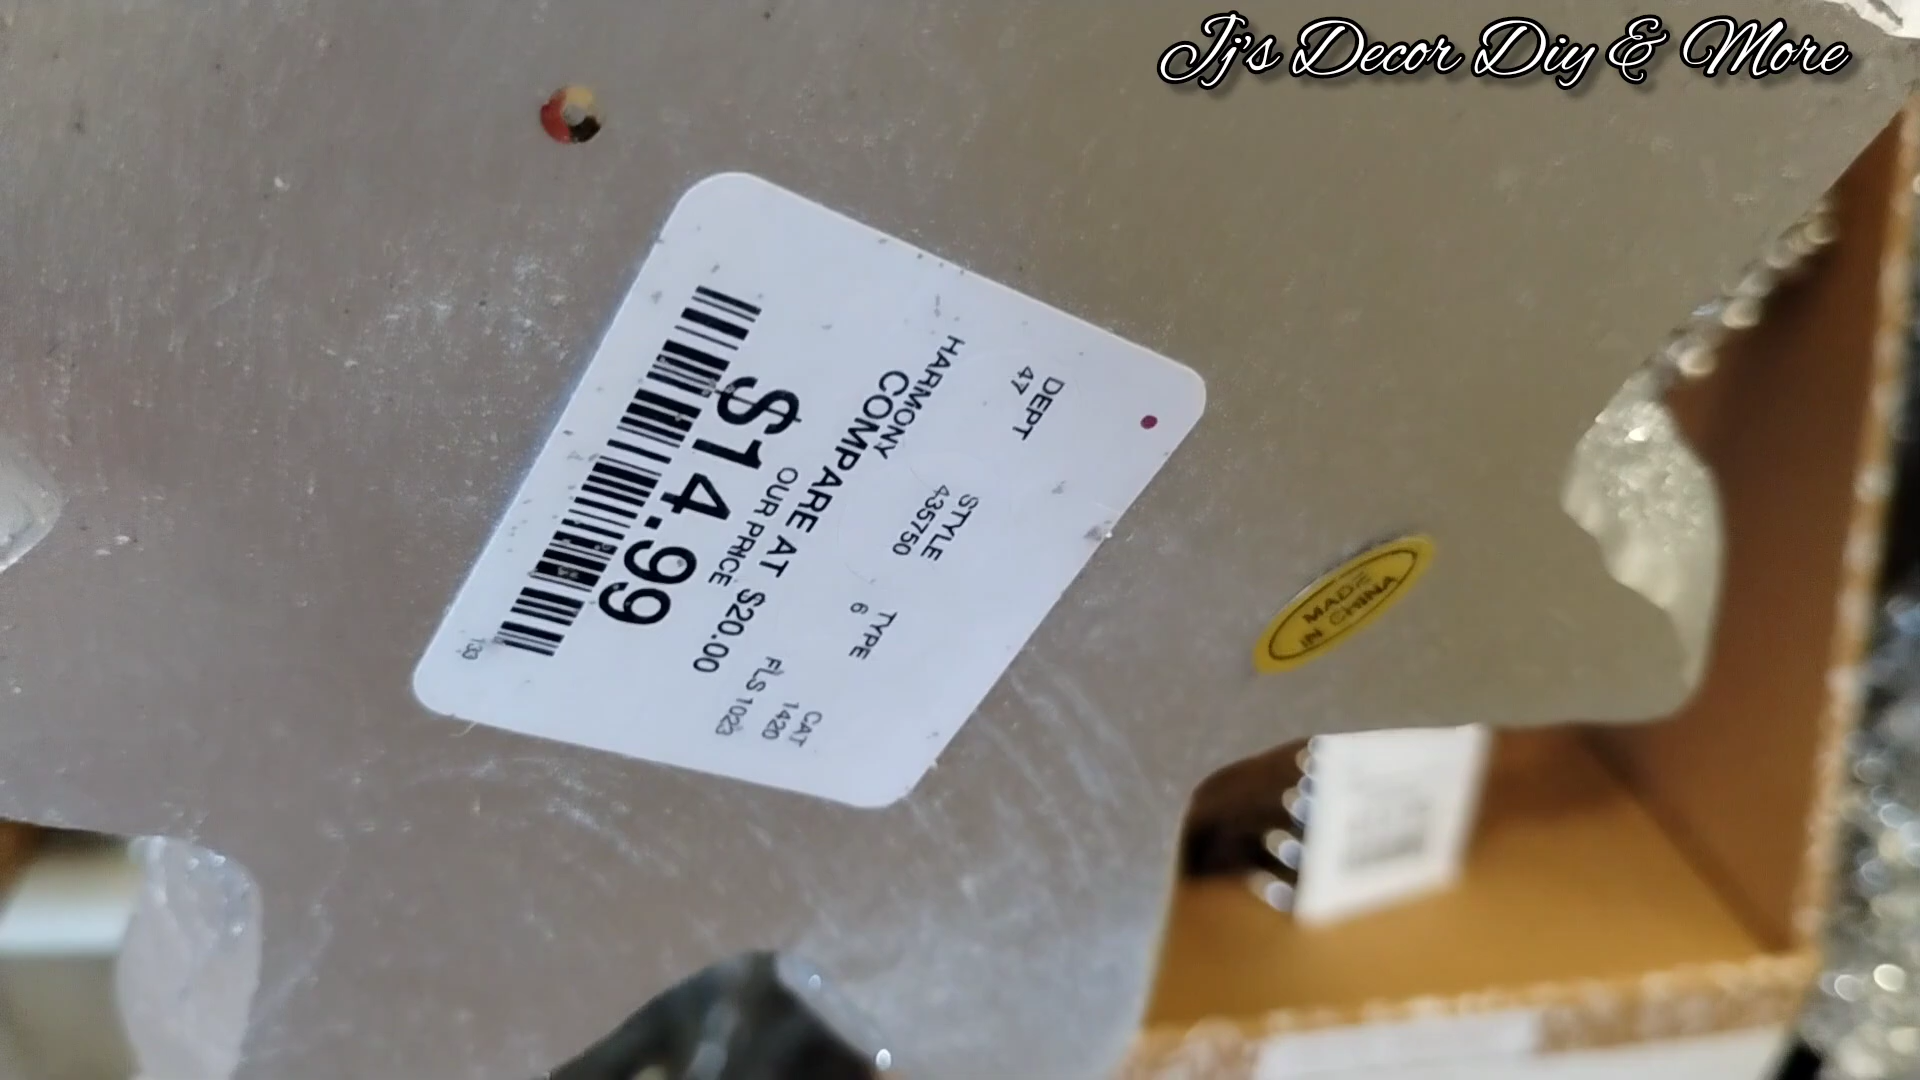 Jj's Decor Diy & More
DEPT STYLE TYPE CAT
47 435750 6 1420
HARMONY FLS 1023
COMPARE AT $20.00
OUR PRICE
$14.99
133
MADE
IN CHINA